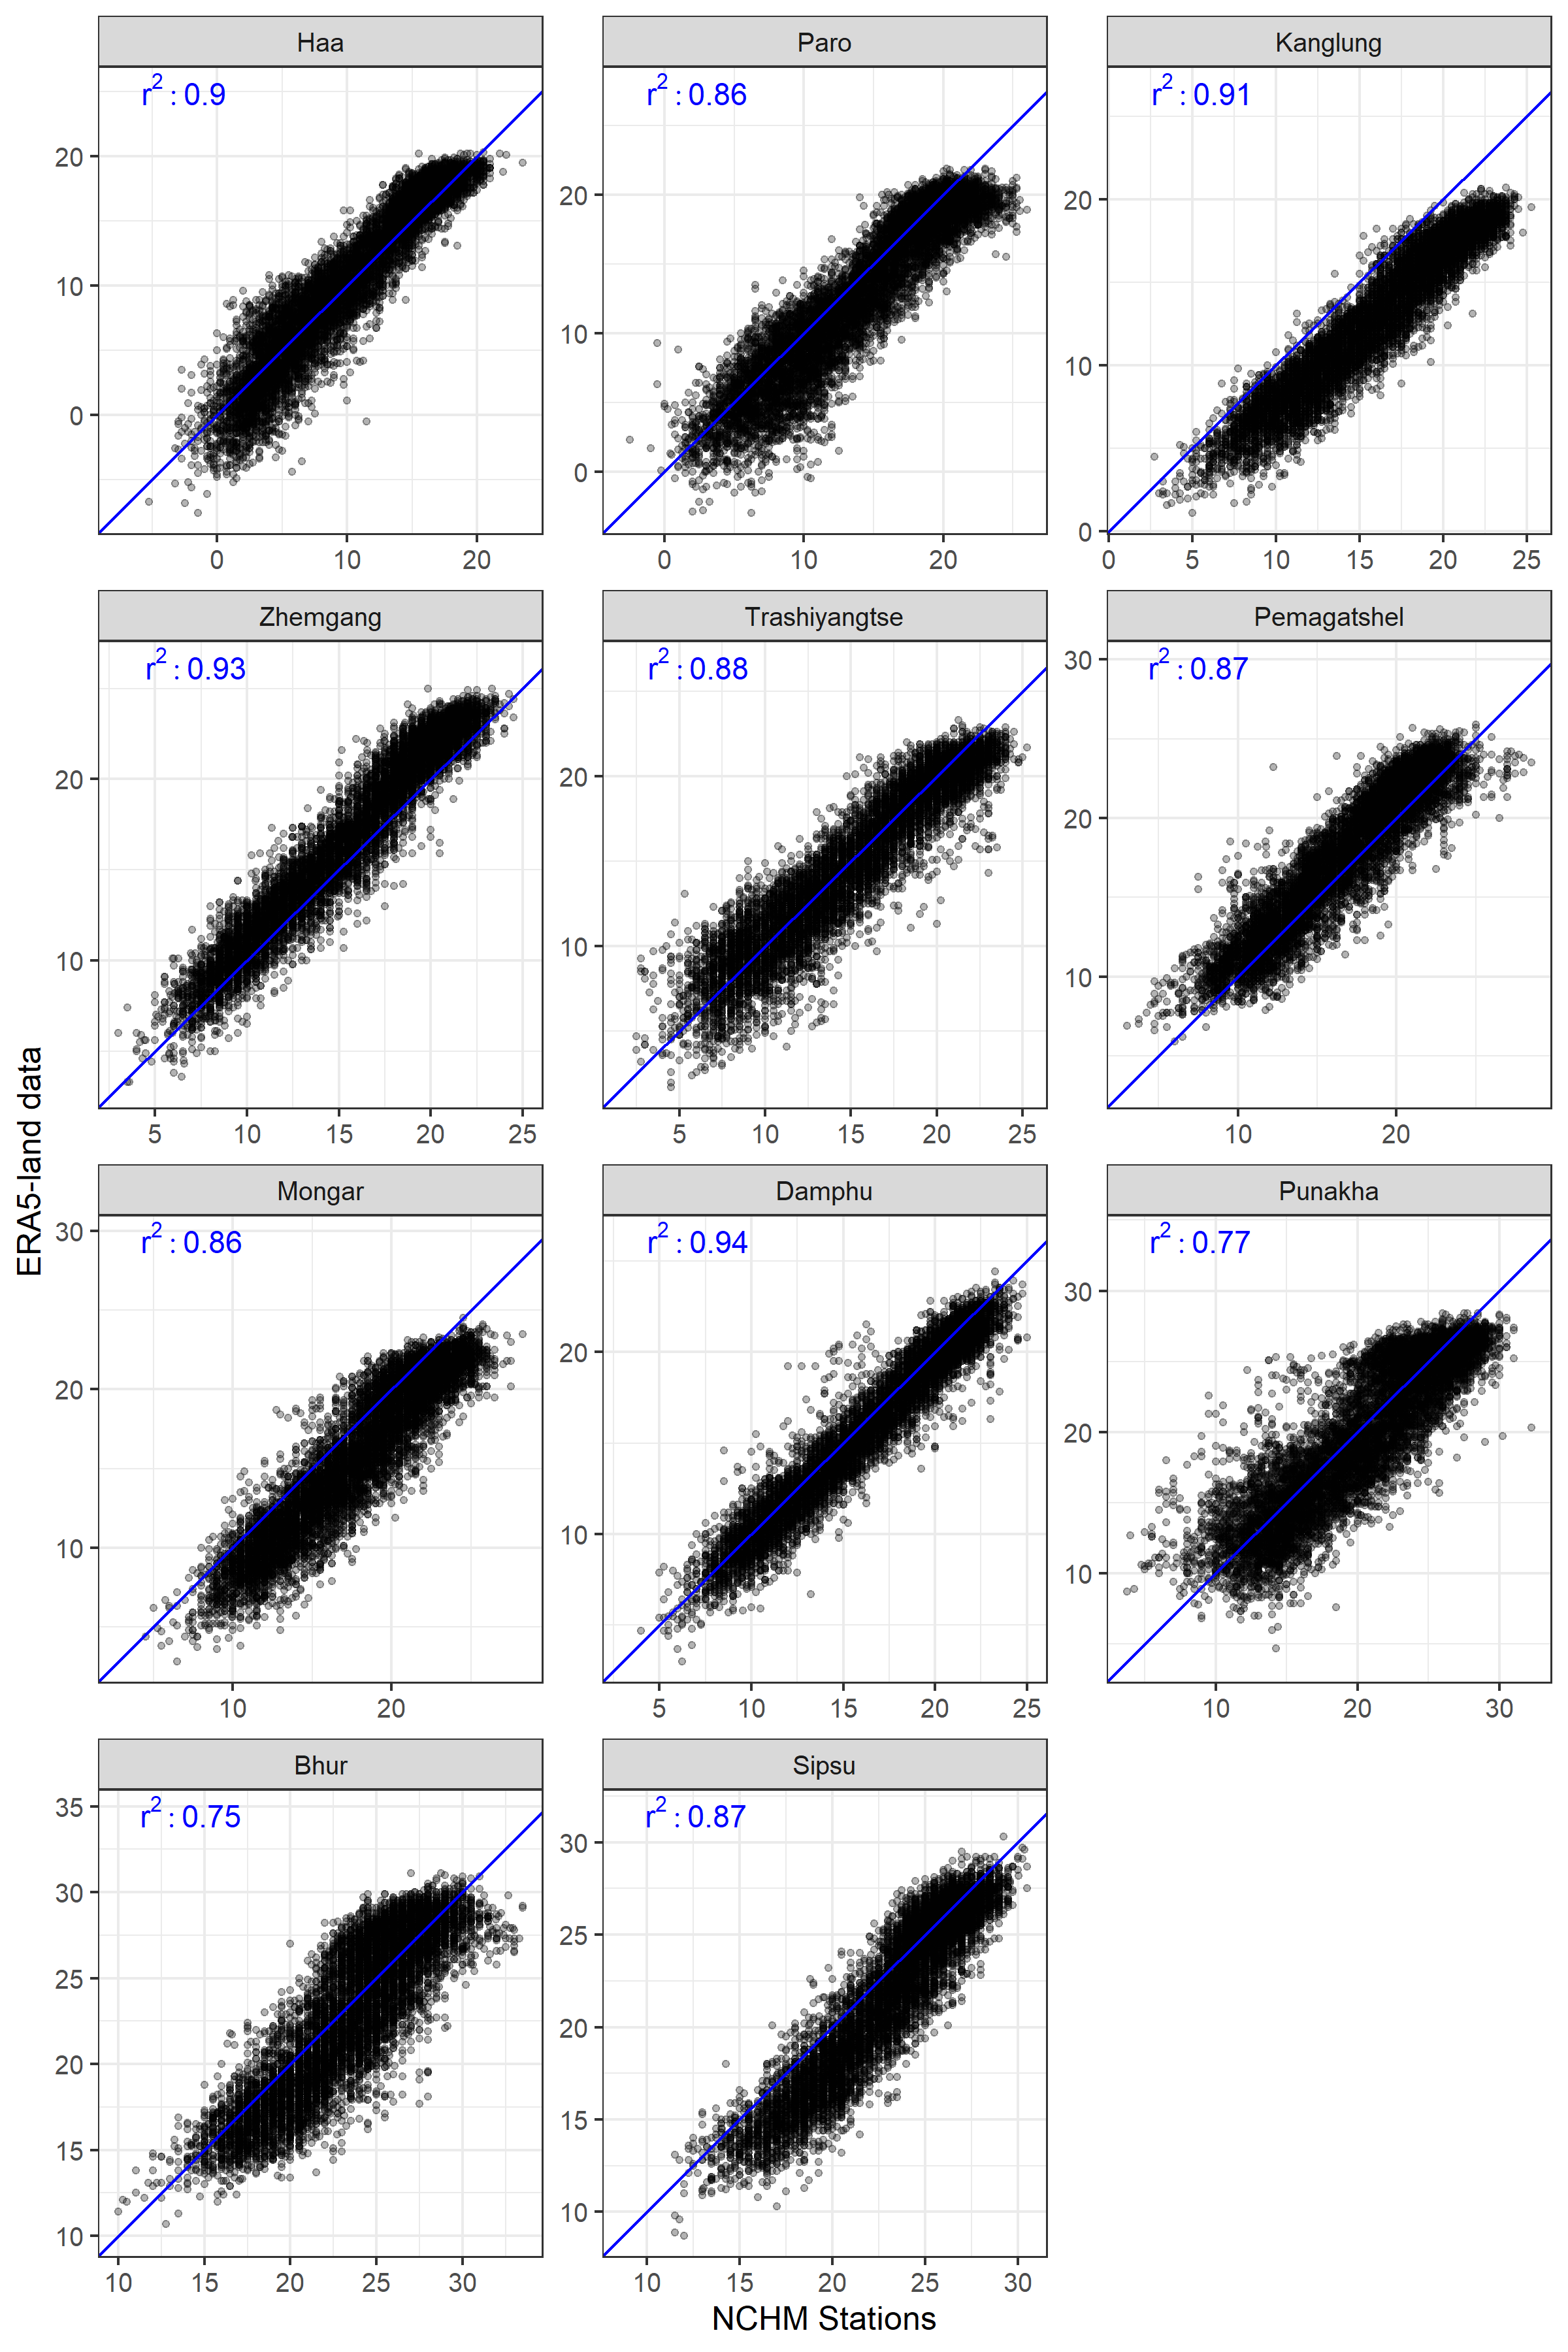 Haa
Paro
Kanglung
r²:0.9
r²:0.86
r²:0.91
20
10
0
20
10
0
20
10
0
0 10 20
0 10 20
0 5 10 15 20 25
Zhemgang
Trashiyangtse
Pemagatshel
r²:0.93
r²:0.88
r²:0.87
20
10
20
10
30
20
10
5 10 15 20 25
5 10 15 20 25
10 20
ERA5-land data
Mongar
Damphu
Punakha
r²:0.86
r²:0.94
r²:0.77
30
20
10
20
10
30
20
10
10 20
5 10 15 20 25
10 20 30
Bhur
Sipsu
r²:0.75
r²:0.87
35
30
25
20
15
10
30
25
20
15
10
10 15 20 25 30
10 15 20 25 30
NCHM Stations